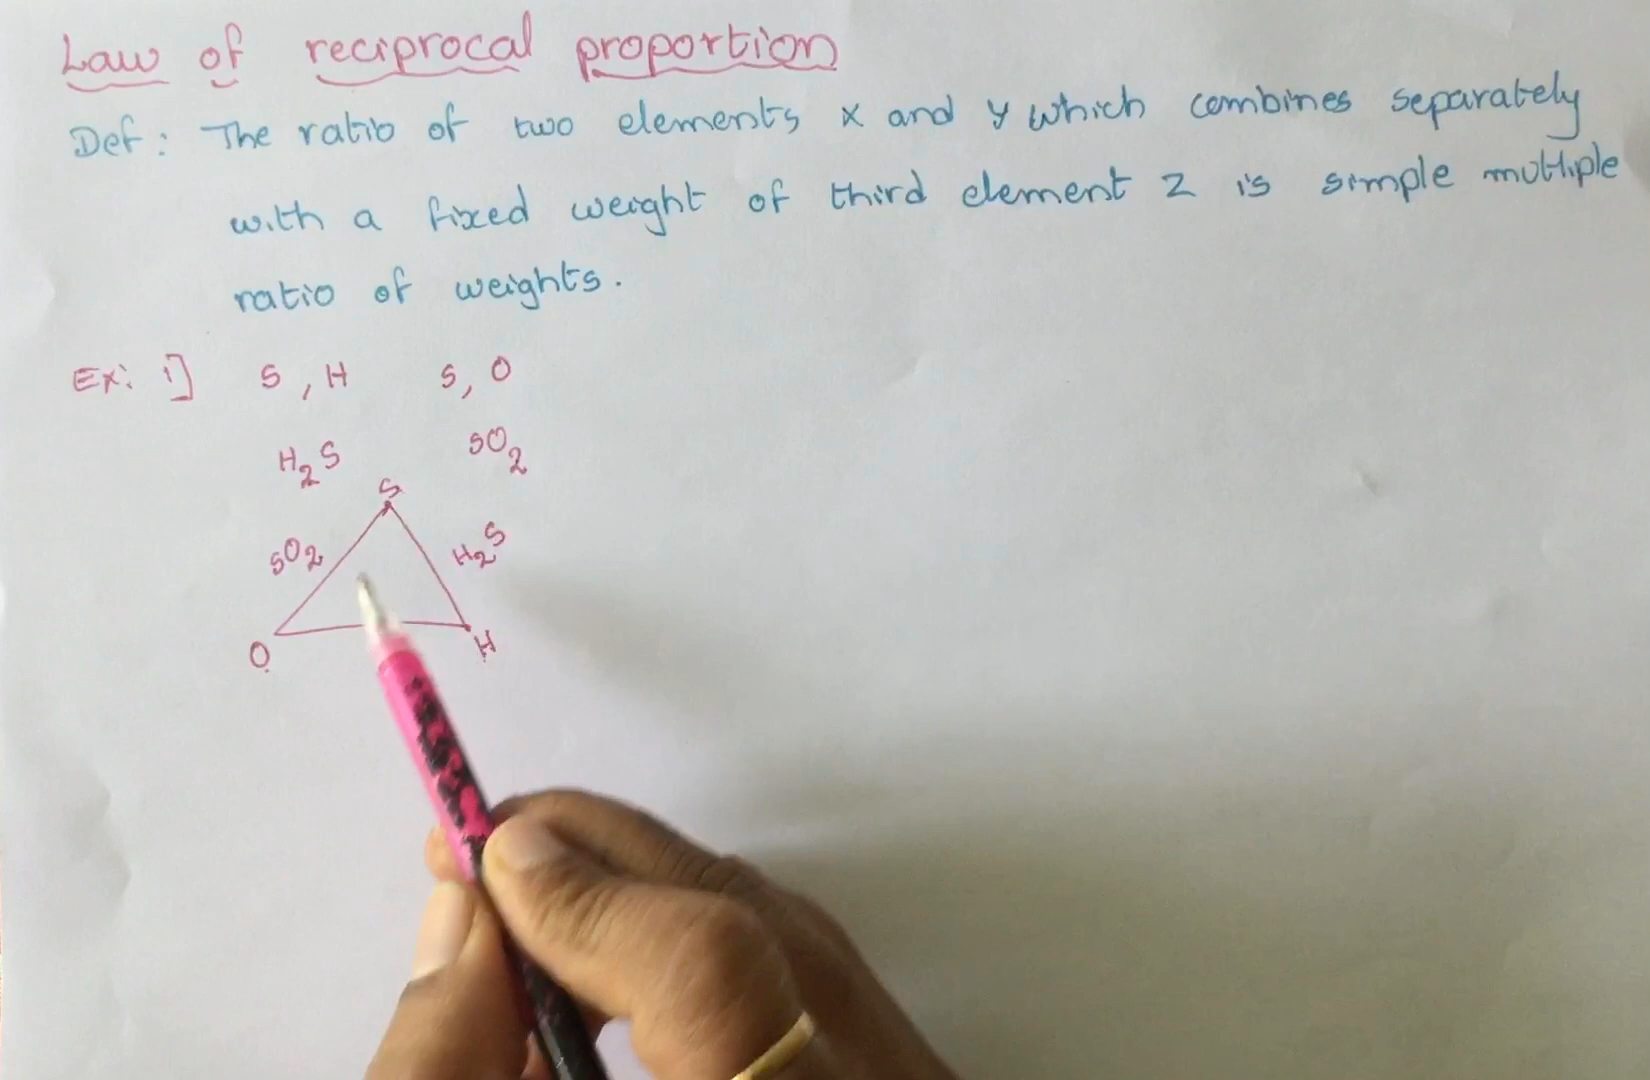 Law of reciprocal proportion
Def: The ratio of two elements x and y which combines separately
with a fixed weight of third element Z is simple multiple
ratio of weights.
Ex: 1] S, H S, O
H₂S SO₂
S
SO₂ H₂S
O H